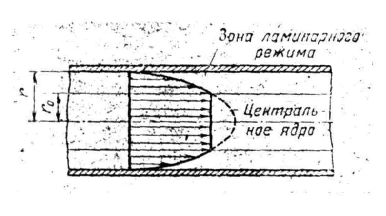 Зона ламинарного
режима
r
r₀
Централь-
ное ядро